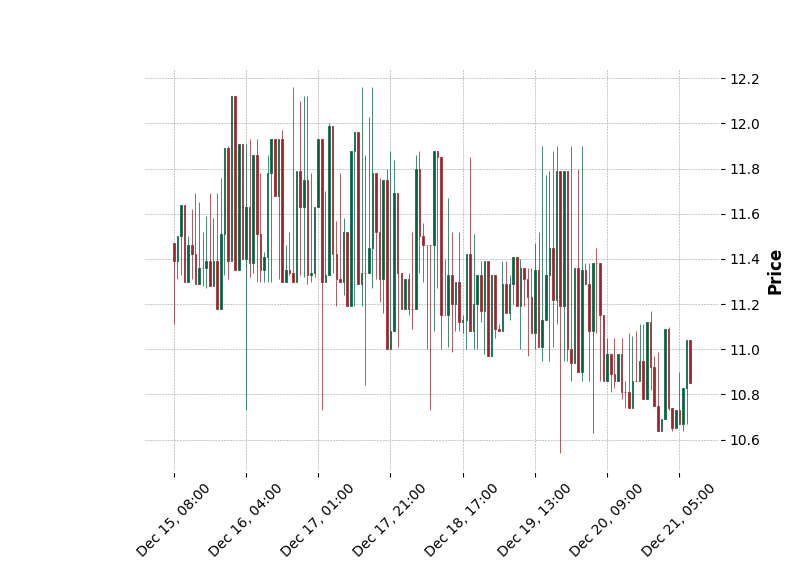 12.2
12.0
11.8
11.6
11.4
11.2
11.0
10.8
10.6
Price
Dec 15, 08:00
Dec 16, 04:00
Dec 17, 01:00
Dec 17, 21:00
Dec 18, 17:00
Dec 19, 13:00
Dec 20, 09:00
Dec 21, 05:00